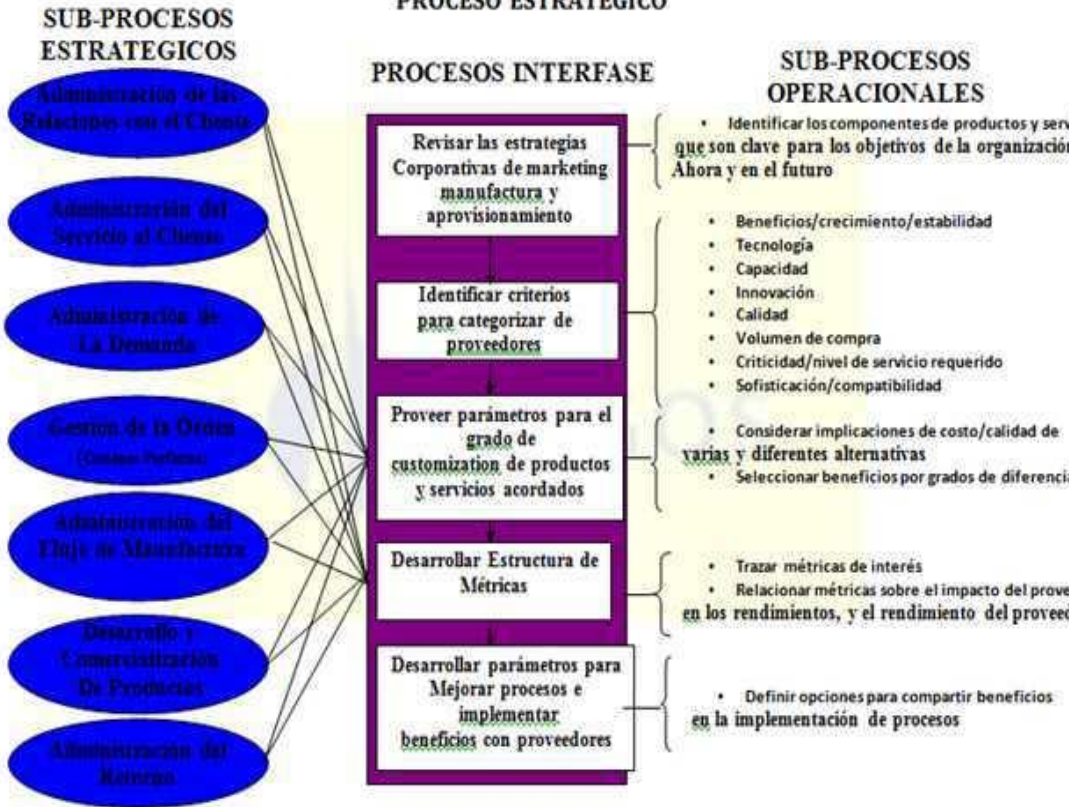 PROCESO ESTRATEGICO
SUB-PROCESOS
ESTRATEGICOS
Administración de las
Relaciones con el Cliente
Administración del
Servicio al Cliente
Administración de
La Demanda
Gestión de la Orden
Administración del
Flujo de Manufactura
Desarrollo y
Comercialización
De Productos
Administración del
Retorno
PROCESOS INTERFASE
Revisar las estrategias
Corporativas de marketing
manufactura y
aprovisionamiento
Identificar criterios
para categorizar de
proveedores
Proveer parámetros para el
grado de
customization de productos
y servicios acordados
Desarrollar Estructura de
Métricas
Desarrollar parámetros para
Mejorar procesos e
implementar
beneficios con proveedores
SUB-PROCESOS
OPERACIONALES
• Identificar los componentes de productos y serv
que son clave para los objetivos de la organización
Ahora y en el futuro
• Beneficios/crecimiento/estabilidad
• Tecnología
• Capacidad
• Innovación
• Calidad
• Volumen de compra
• Criticidad/nivel de servicio requerido
• Sofisticación/compatibilidad
• Considerar implicaciones de costo/calidad de
varias y diferentes alternativas
• Seleccionar beneficios por grados de diferencia
• Trazar métricas de interés
• Relacionar métricas sobre el impacto del prove
en los rendimientos, y el rendimiento del proveed
• Definir opciones para compartir beneficios
en la implementación de procesos